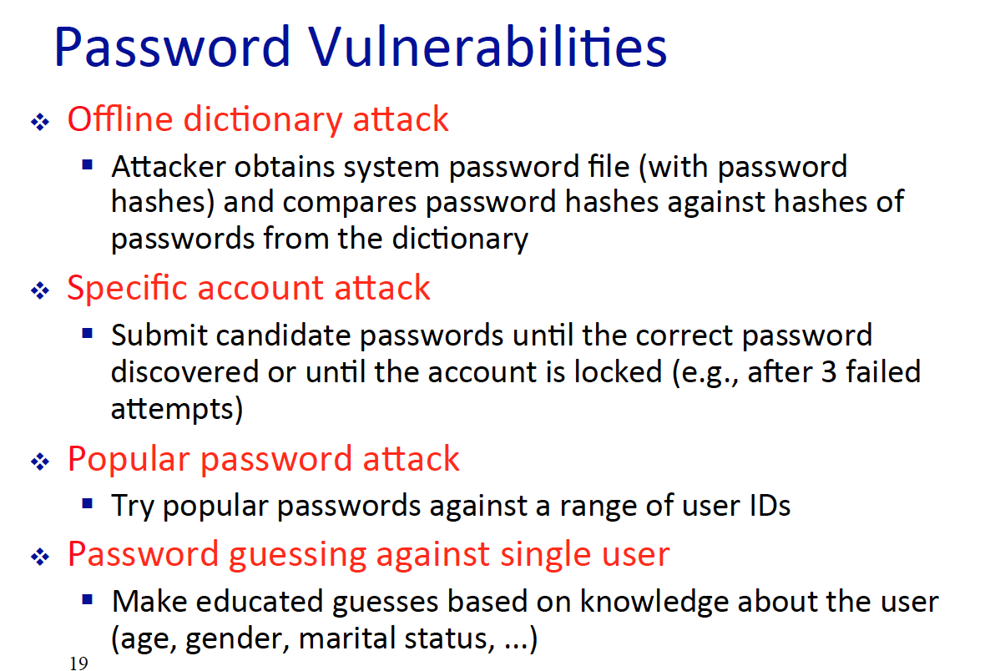 Password Vulnerabilities
❖ Offline dictionary attack
▪ Attacker obtains system password file (with password
hashes) and compares password hashes against hashes of
passwords from the dictionary
❖ Specific account attack
▪ Submit candidate passwords until the correct password
discovered or until the account is locked (e.g., after 3 failed
attempts)
❖ Popular password attack
▪ Try popular passwords against a range of user IDs
❖ Password guessing against single user
▪ Make educated guesses based on knowledge about the user
(age, gender, marital status, ...)
19